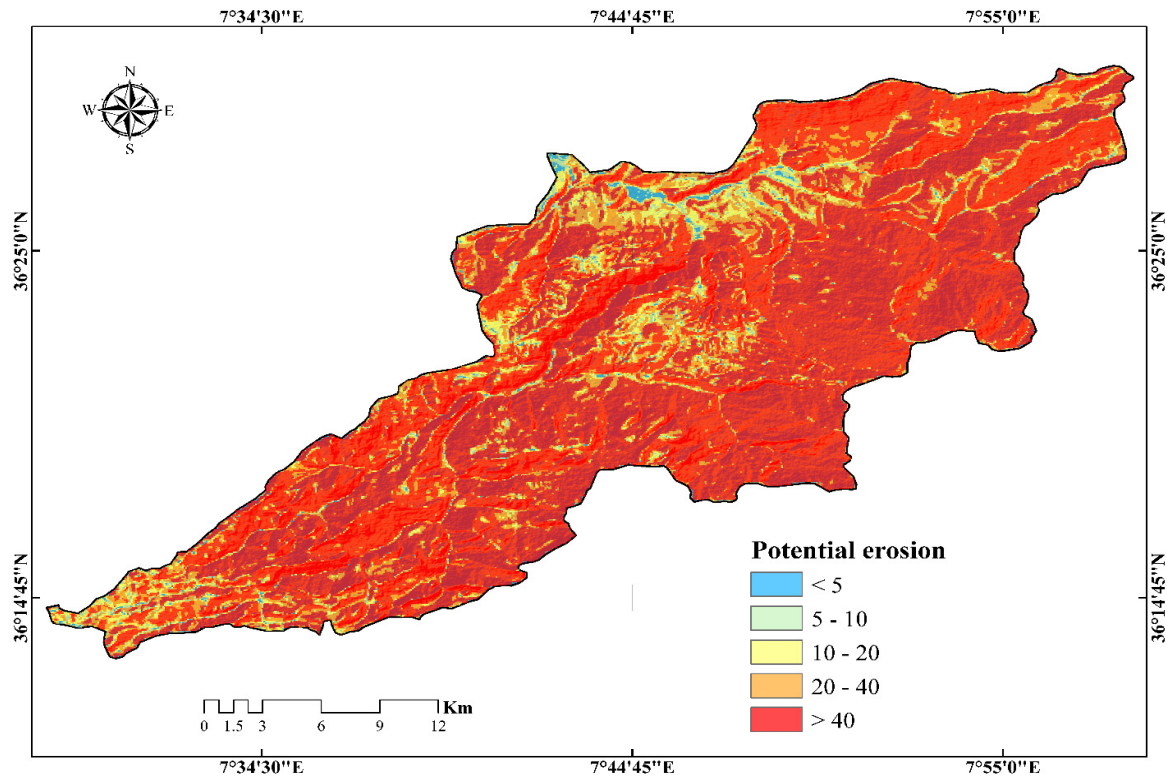 7°34'30"E 7°44'45"E 7°55'0"E
N
W E
S
36°25'0"N 36°25'0"N
36°14'45"N 36°14'45"N
Potential erosion
< 5
5 - 10
10 - 20
20 - 40
> 40
Km
0 1.5 3 6 9 12
7°34'30"E 7°44'45"E 7°55'0"E